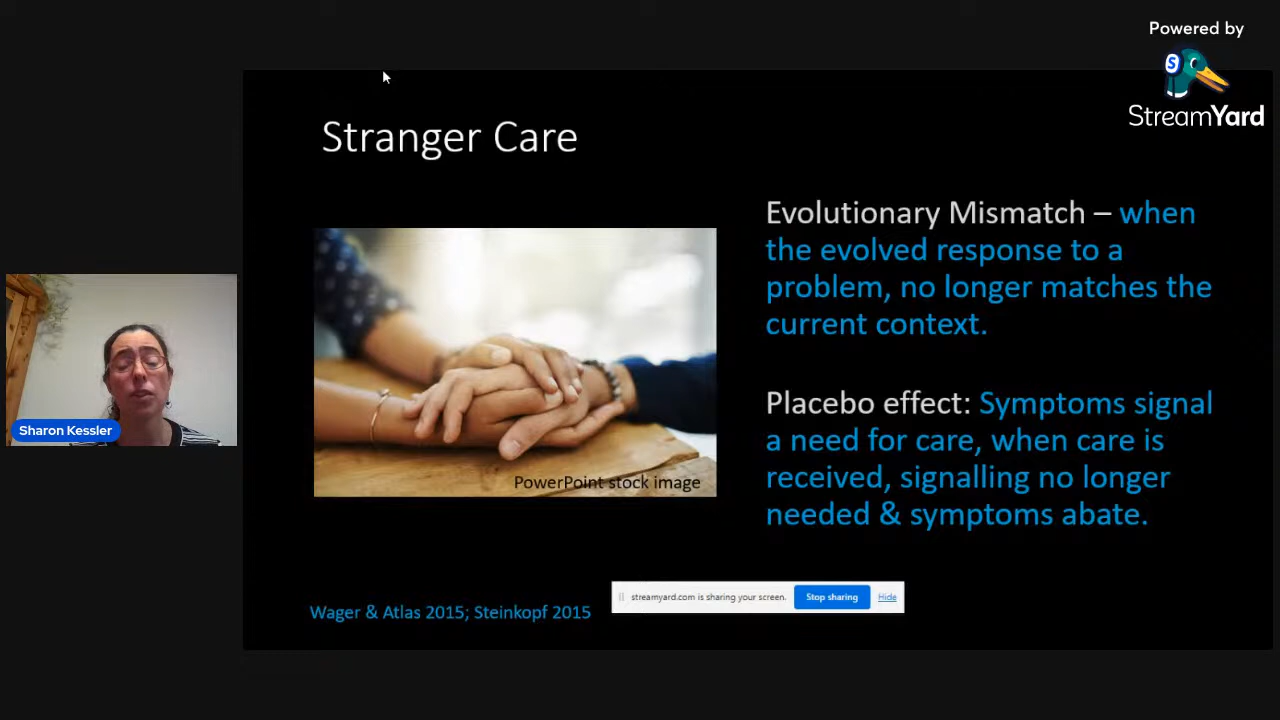 Powered by
S
StreamYard
Stranger Care
Evolutionary Mismatch – when
the evolved response to a
problem, no longer matches the
current context.
Placebo effect: Symptoms signal
a need for care, when care is
received, signalling no longer
needed & symptoms abate.
PowerPoint stock image
Sharon Kessler
streamyard.com is sharing your screen. Stop sharing Hide
Wager & Atlas 2015; Steinkopf 2015